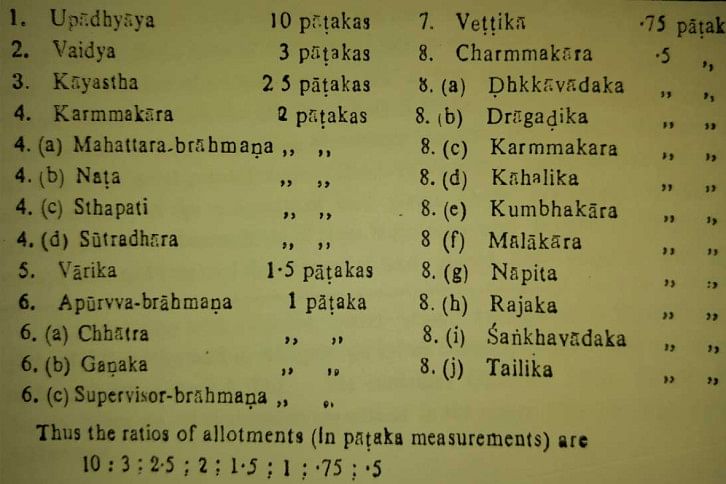 1. Upādhyāya 10 pāṭakas
2. Vaidya 3 pāṭakas
3. Kāyastha 2 5 pāṭakas
4. Karmmakāra 2 pāṭakas
4. (a) Mahattara-brāhmaṇa ,, ,,
4. (b) Naṭa ,, ,,
4. (c) Sthapati ,, ,,
4. (d) Sūtradhāra ,, ,,
5. Vārika 1·5 pāṭakas
6. Apūrvva-brāhmaṇa 1 pāṭaka
6. (a) Chhātra ,, ,,
6. (b) Gaṇaka ,, ,,
6. (c) Supervisor-brāhmaṇa ,, ,,
7. Veṭṭikā ·75 pāṭak
8. Charmmakāra ·5 ,,
8. (a) Ḍhkkāvādaka ,, ,,
8. (b) Drāgaḍika ,, ,,
8. (c) Karmmakara ,, ,,
8. (d) Kāhalika ,, ,,
8. (e) Kumbhakāra ,, ,,
8 (f) Mālākāra ,, ,,
8. (g) Nāpita ,, ,,
8. (h) Rajaka ,, ,,
8. (i) Śaṅkhavādaka ,, ,,
8. (j) Tailika ,, ,,
Thus the ratios of allotments (in pāṭaka measurements) are
10 : 3 : 2·5 : 2 : 1·5 : 1 : ·75 : ·5